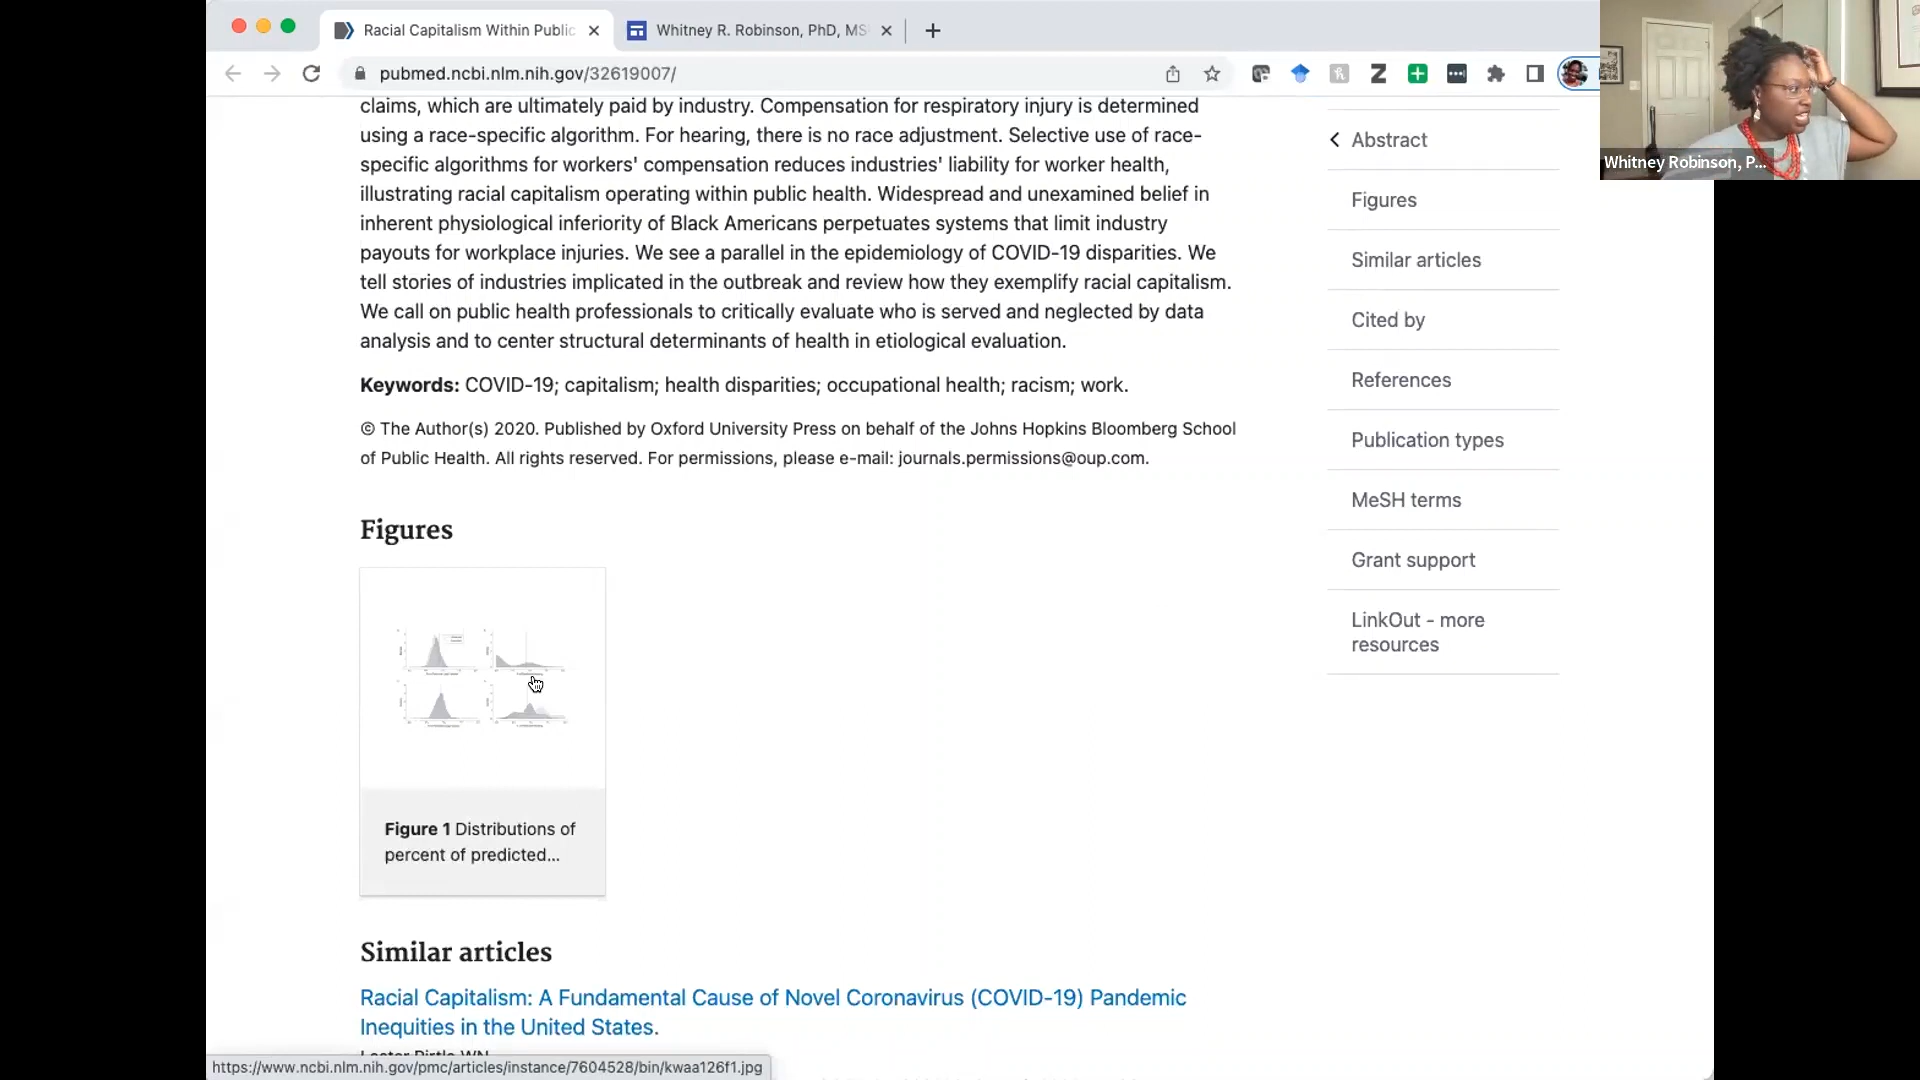 Racial Capitalism Within Public
Whitney R. Robinson, PhD, MS
pubmed.ncbi.nlm.nih.gov/32619007/
Whitney Robinson, P...
claims, which are ultimately paid by industry. Compensation for respiratory injury is determined
using a race-specific algorithm. For hearing, there is no race adjustment. Selective use of race-
specific algorithms for workers' compensation reduces industries' liability for worker health,
illustrating racial capitalism operating within public health. Widespread and unexamined belief in
inherent physiological inferiority of Black Americans perpetuates systems that limit industry
payouts for workplace injuries. We see a parallel in the epidemiology of COVID-19 disparities. We
tell stories of industries implicated in the outbreak and review how they exemplify racial capitalism.
We call on public health professionals to critically evaluate who is served and neglected by data
analysis and to center structural determinants of health in etiological evaluation.
Keywords: COVID-19; capitalism; health disparities; occupational health; racism; work.
© The Author(s) 2020. Published by Oxford University Press on behalf of the Johns Hopkins Bloomberg School
of Public Health. All rights reserved. For permissions, please e-mail: journals.permissions@oup.com.
Figures
Figure 1 Distributions of
percent of predicted...
Similar articles
Racial Capitalism: A Fundamental Cause of Novel Coronavirus (COVID-19) Pandemic
Inequities in the United States.
https://www.ncbi.nlm.nih.gov/pmc/articles/instance/7604528/bin/kwaa126f1.jpg
Abstract
Figures
Similar articles
Cited by
References
Publication types
MeSH terms
Grant support
LinkOut - more
resources